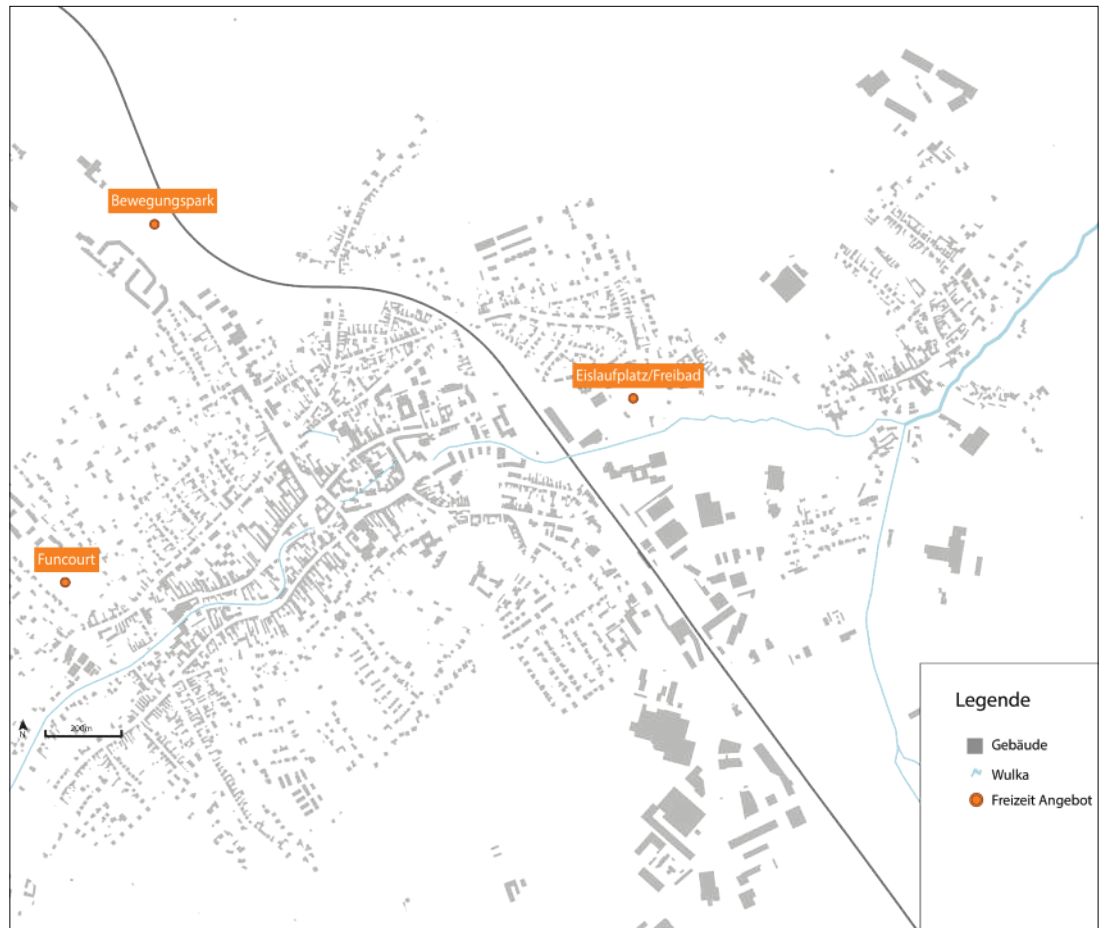 Bewegungspark
Eislaufplatz/Freibad
Funcourt
N
200m
Legende
Gebäude
Wulka
Freizeit Angebot